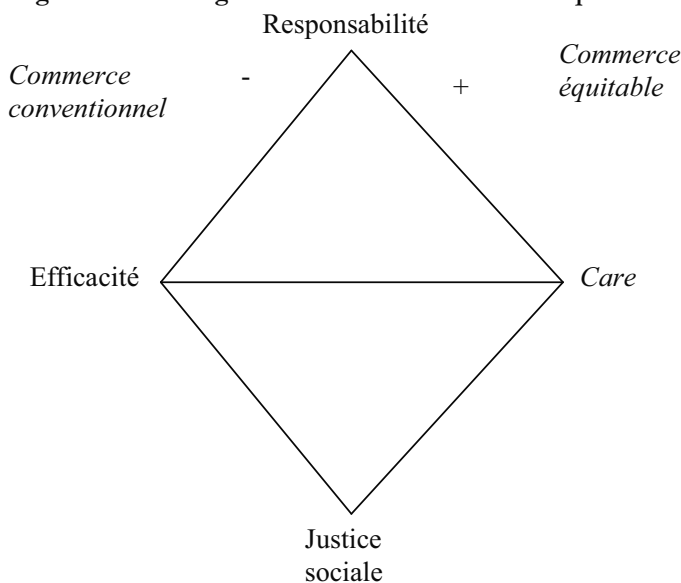 Responsabilité
Commerce
conventionnel
-
+
Commerce
équitable
Efficacité
Care
Justice
sociale